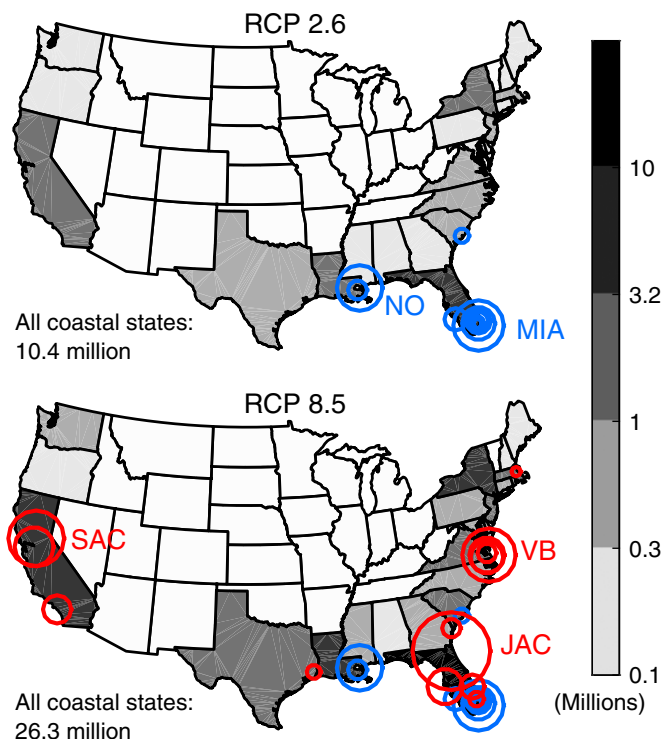 RCP 2.6
NO
MIA
All coastal states:
10.4 million
RCP 8.5
SAC
VB
JAC
All coastal states:
26.3 million
10
3.2
1
0.3
0.1
(Millions)